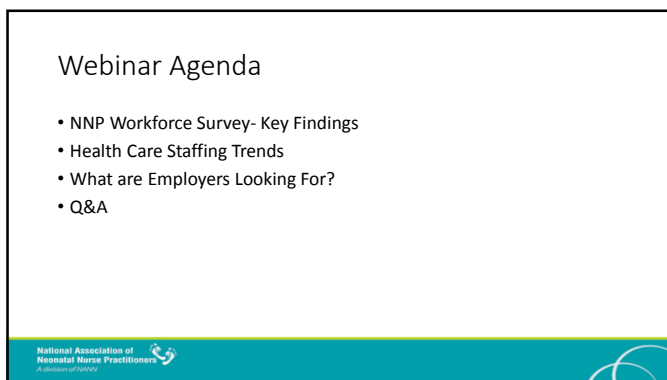 Webinar Agenda
• NNP Workforce Survey- Key Findings
• Health Care Staffing Trends
• What are Employers Looking For?
• Q&A
National Association of
Neonatal Nurse Practitioners
A division of NANN